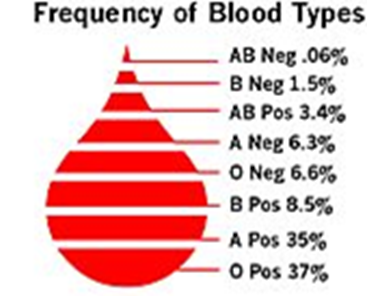 Frequency of Blood Types
AB Neg .06%
B Neg 1.5%
AB Pos 3.4%
A Neg 6.3%
O Neg 6.6%
B Pos 8.5%
A Pos 35%
O Pos 37%